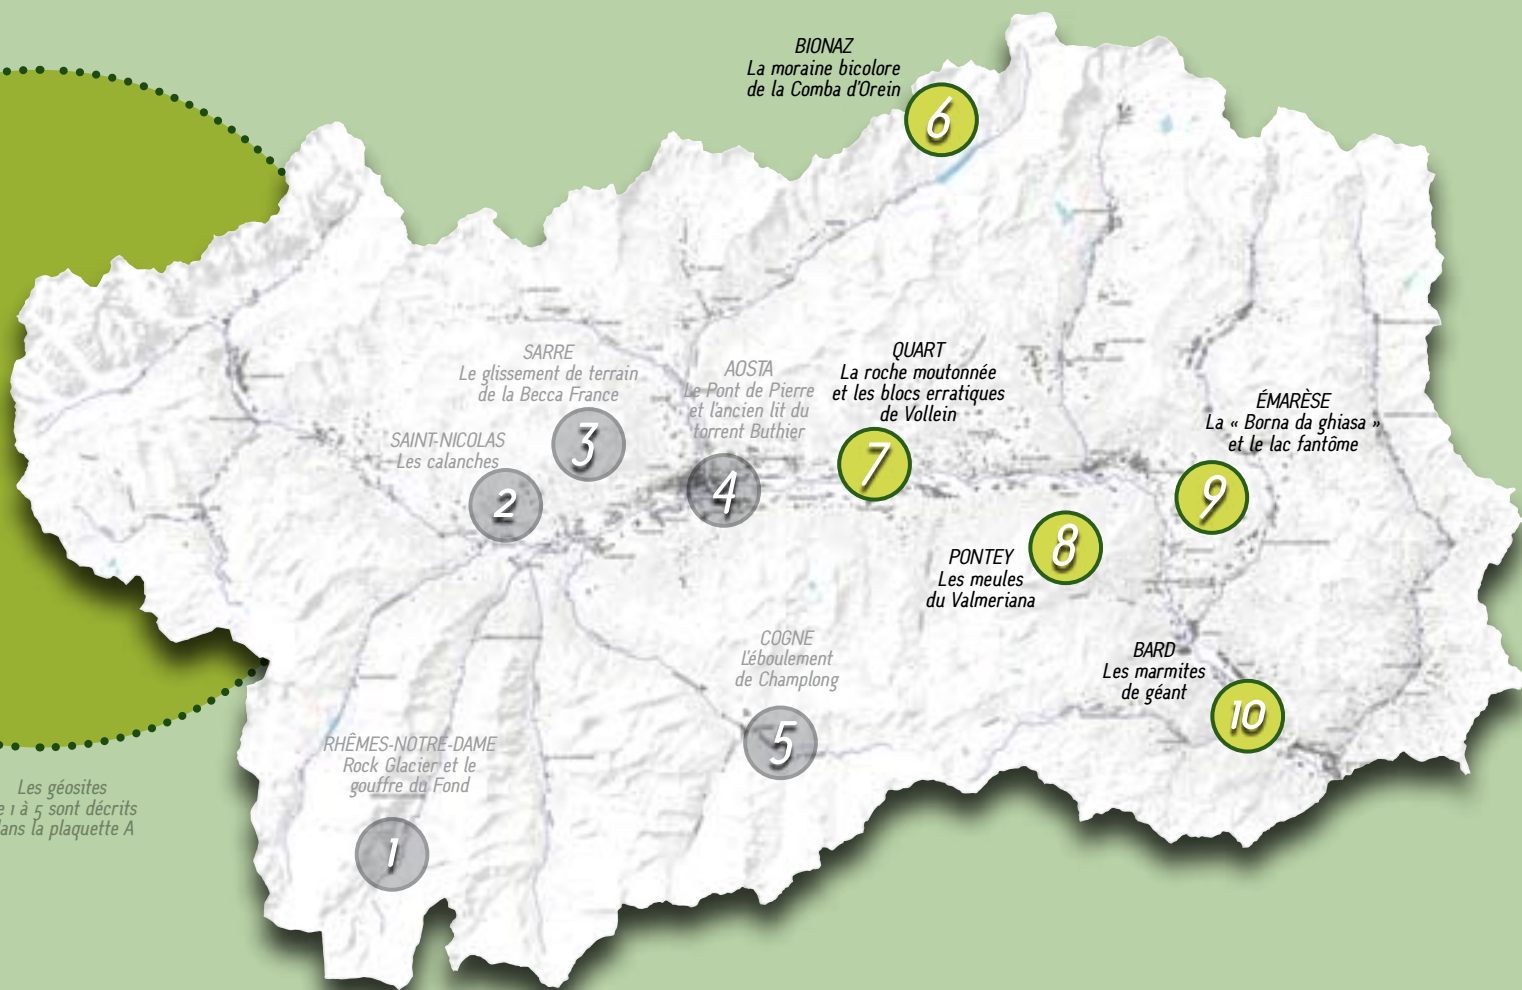 BIONAZ
La moraine bicolore
de la Comba d'Orein
6
SARRE
Le glissement de terrain
de la Becca France
3
AOSTA
Le Pont de Pierre
et l'ancien lit du
torrent Buthier
4
QUART
La roche moutonnée
et les blocs erratiques
de Vollein
7
ÉMARÈSE
La « Borna da ghiasa »
et le lac fantôme
9
SAINT-NICOLAS
Les calanches
2
PONTEY
Les meules
du Valmeriana
8
COGNE
L'éboulement
de Champlong
5
BARD
Les marmites
de géant
10
RHÊMES-NOTRE-DAME
Rock Glacier et le
gouffre du Fond
1
Les géosites
e 1 à 5 sont décrits
ans la plaquette A